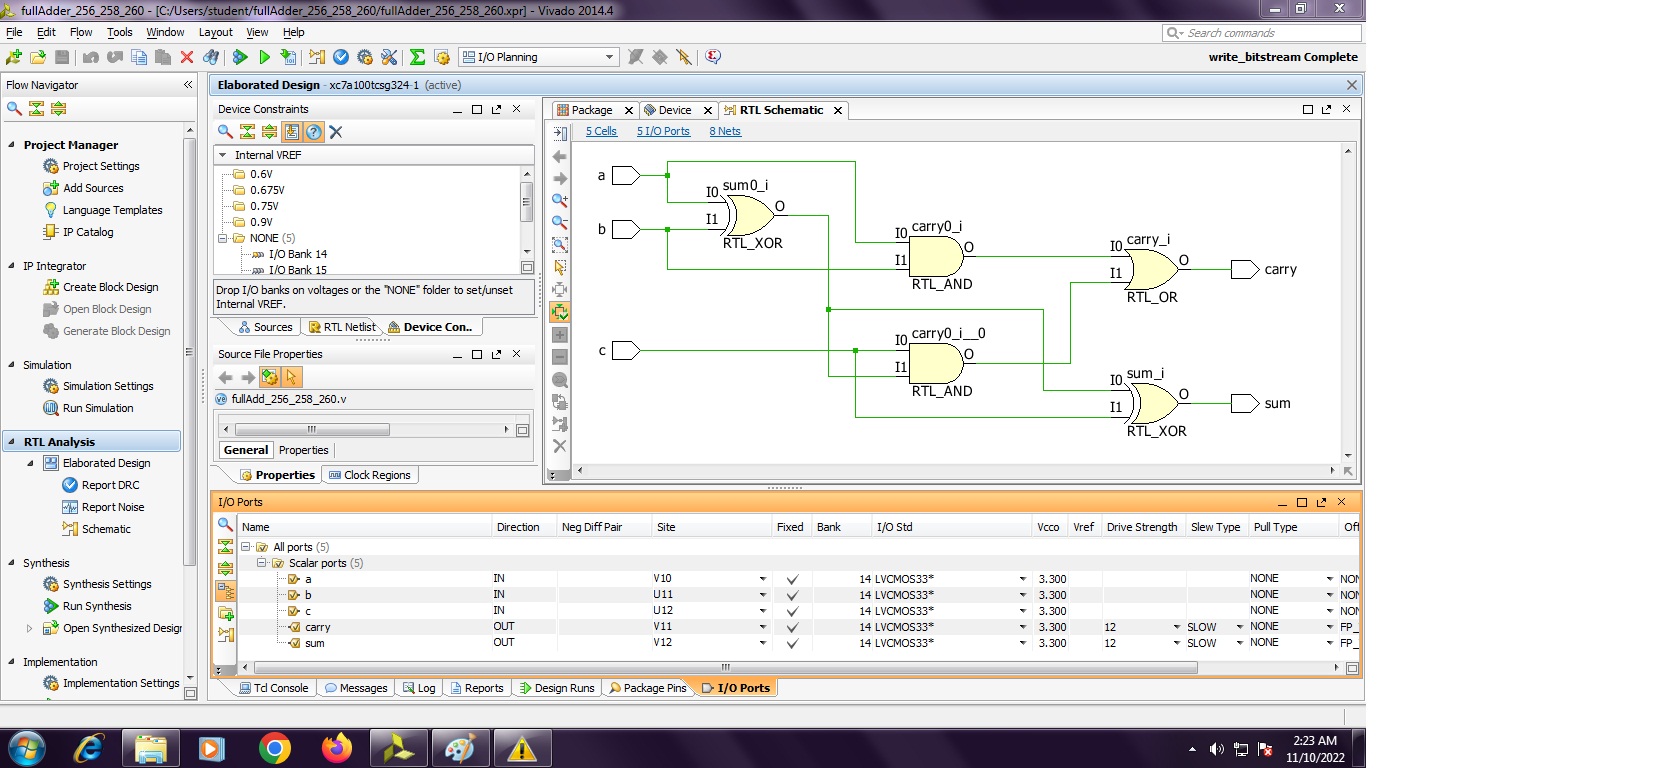 fullAdder_256_258_260 - [C:/Users/student/fullAdder_256_258_260/fullAdder_256_258_260.xpr] - Vivado 2014.4
File Edit Flow Tools Window Layout View Help
Search commands
I/O Planning
write_bitstream Complete
Flow Navigator
Project Manager
Project Settings
Add Sources
Language Templates
IP Catalog
IP Integrator
Create Block Design
Open Block Design
Generate Block Design
Simulation
Simulation Settings
Run Simulation
RTL Analysis
Elaborated Design
Report DRC
Report Noise
Schematic
Synthesis
Synthesis Settings
Run Synthesis
Open Synthesized Design
Implementation
Implementation Settings
Elaborated Design - xc7a100tcsg324-1 (active)
Device Constraints
Internal VREF
0.6V
0.675V
0.75V
0.9V
NONE (5)
I/O Bank 14
I/O Bank 15
Drop I/O banks on voltages or the "NONE" folder to set/unset
Internal VREF.
Sources RTL Netlist Device Con..
Source File Properties
fullAdd_256_258_260.v
General Properties
Properties Clock Regions
Package Device RTL Schematic
5 Cells 5 I/O Ports 8 Nets
a
sum0_i
I0
O
I1
RTL_XOR
b
carry0_i
I0
O
I1
RTL_AND
carry_i
I0
O
I1
RTL_OR
carry
c
carry0_i__0
I0
O
I1
RTL_AND
sum_i
I0
O
I1
RTL_XOR
sum
I/O Ports
Name Direction Neg Diff Pair Site Fixed Bank I/O Std Vcco Vref Drive Strength Slew Type Pull Type Off
All ports (5)
Scalar ports (5)
a IN V10 14 LVCMOS33* 3.300 NONE NON
b IN U11 14 LVCMOS33* 3.300 NONE NON
c IN U12 14 LVCMOS33* 3.300 NONE NON
carry OUT V11 14 LVCMOS33* 3.300 12 SLOW NONE FP_
sum OUT V12 14 LVCMOS33* 3.300 12 SLOW NONE FP_
Tcl Console Messages Log Reports Design Runs Package Pins I/O Ports
2:23 AM
11/10/2022